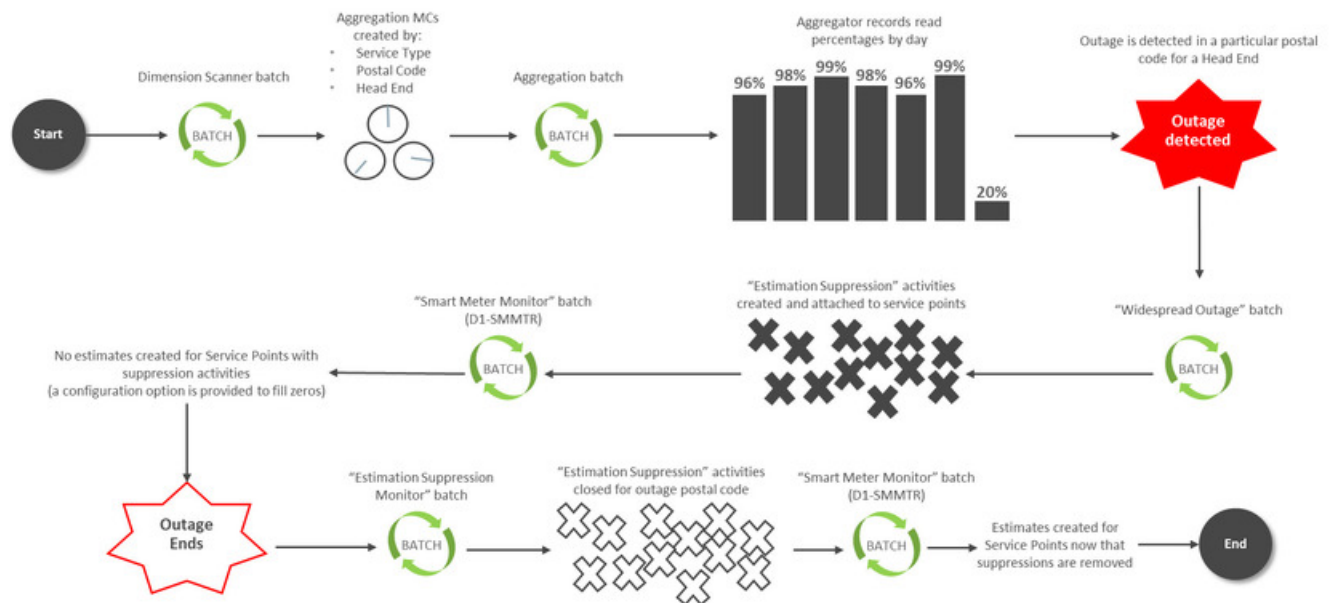 Start
Dimension Scanner batch
BATCH
Aggregation MCs
created by:
• Service Type
• Postal Code
• Head End
Aggregation batch
BATCH
Aggregator records read
percentages by day
96%
98%
99%
98%
96%
99%
20%
Outage is detected in a particular postal
code for a Head End
Outage
detected
“Widespread Outage” batch
BATCH
“Estimation Suppression” activities
created and attached to service points
“Smart Meter Monitor” batch
(D1-SMMTR)
BATCH
No estimates created for Service Points with
suppression activities
(a configuration option is provided to fill zeros)
Outage
Ends
“Estimation Suppression
Monitor” batch
BATCH
“Estimation Suppression” activities
closed for outage postal code
“Smart Meter Monitor” batch
(D1-SMMTR)
BATCH
Estimates created for
Service Points now that
suppressions are removed
End